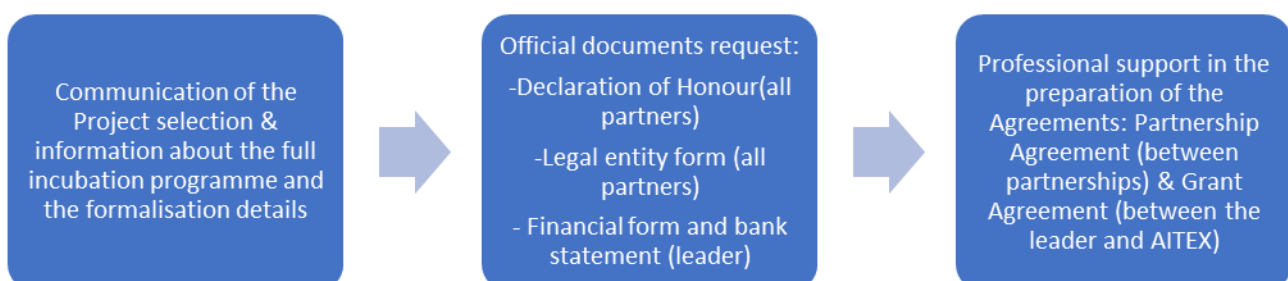 Communication of the
Project selection &
information about the full
incubation programme and
the formalisation details
Official documents request:
-Declaration of Honour(all
partners)
-Legal entity form (all
partners)
- Financial form and bank
statement (leader)
Professional support in the
preparation of the
Agreements: Partnership
Agreement (between
partnerships) & Grant
Agreement (between the
leader and AITEX)